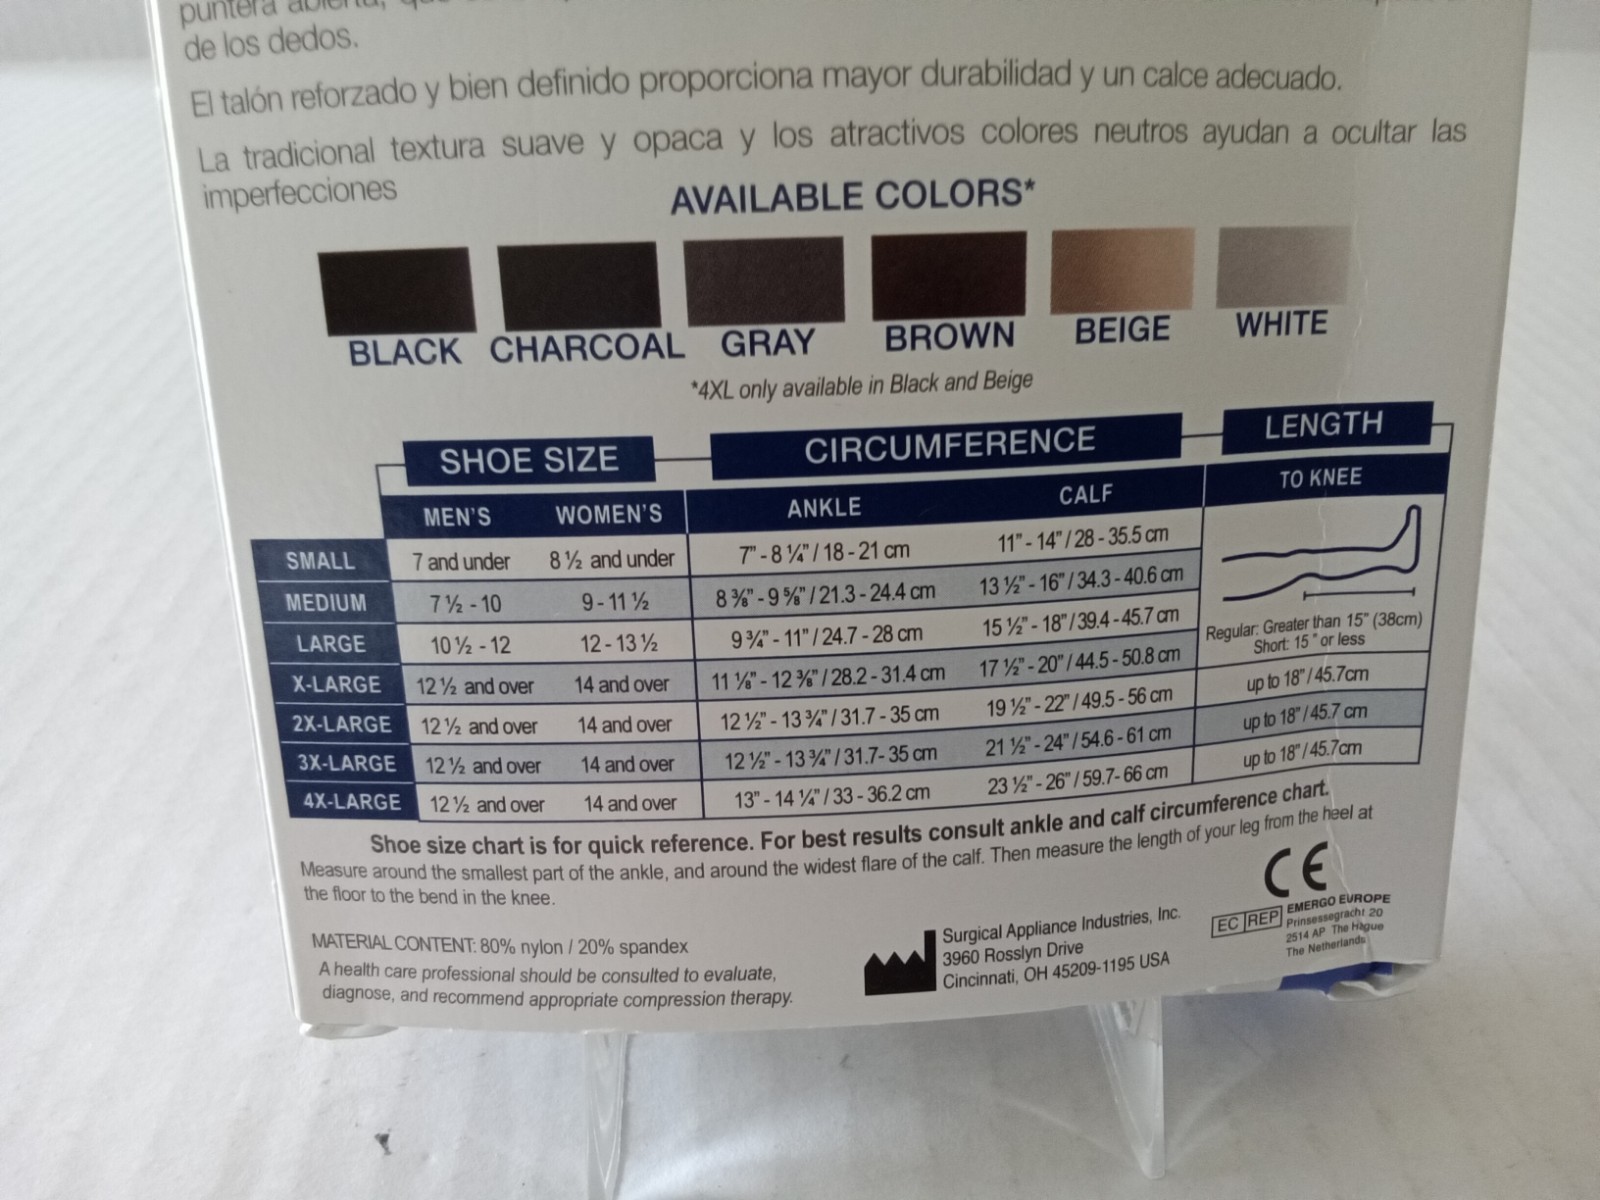 puntera abierta, que
de los dedos.
El talón reforzado y bien definido proporciona mayor durabilidad y un calce adecuado.
La tradicional textura suave y opaca y los atractivos colores neutros ayudan a ocultar las
imperfecciones
AVAILABLE COLORS*
BLACK CHARCOAL GRAY BROWN BEIGE WHITE
*4XL only available in Black and Beige
SHOE SIZE CIRCUMFERENCE LENGTH
MEN'S WOMEN'S ANKLE CALF TO KNEE
SMALL 7 and under 8 ½ and under 7" - 8 ¼" / 18 - 21 cm 11" - 14" / 28 - 35.5 cm
MEDIUM 7 ½ - 10 9 - 11 ½ 8 ⅜" - 9 ⅝" / 21.3 - 24.4 cm 13 ½" - 16" / 34.3 - 40.6 cm
LARGE 10 ½ - 12 12 - 13 ½ 9 ¾" - 11" / 24.7 - 28 cm 15 ½" - 18" / 39.4 - 45.7 cm
Regular: Greater than 15" (38cm)
Short: 15 " or less
X-LARGE 12 ½ and over 14 and over 11 ⅛" - 12 ⅜" / 28.2 - 31.4 cm 17 ½" - 20" / 44.5 - 50.8 cm
2X-LARGE 12 ½ and over 14 and over 12 ½" - 13 ¾" / 31.7 - 35 cm 19 ½" - 22" / 49.5 - 56 cm up to 18" / 45.7cm
3X-LARGE 12 ½ and over 14 and over 12 ½" - 13 ¾" / 31.7- 35 cm 21 ½" - 24" / 54.6 - 61 cm up to 18" / 45.7 cm
4X-LARGE 12 ½ and over 14 and over 13" - 14 ¼" / 33 - 36.2 cm 23 ½" - 26" / 59.7- 66 cm up to 18" / 45.7cm
Shoe size chart is for quick reference. For best results consult ankle and calf circumference chart.
Measure around the smallest part of the ankle, and around the widest flare of the calf. Then measure the length of your leg from the heel at
the floor to the bend in the knee.
MATERIAL CONTENT: 80% nylon / 20% spandex
A health care professional should be consulted to evaluate,
diagnose, and recommend appropriate compression therapy.
Surgical Appliance Industries, Inc.
3960 Rosslyn Drive
Cincinnati, OH 45209-1195 USA
CE
EC REP EMERGO EUROPE
Prinsessegracht 20
2514 AP The Hague
The Netherlands